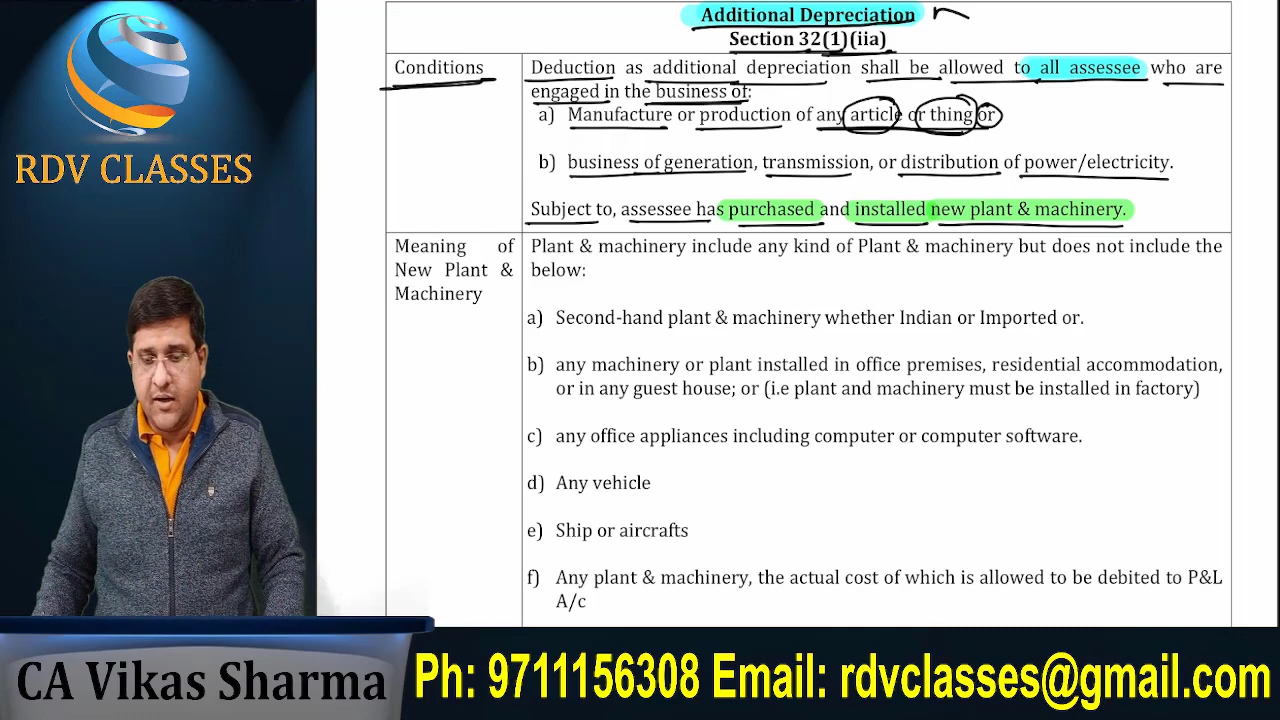 Additional Depreciation
Section 32(1)(iia)
Conditions
Deduction as additional depreciation shall be allowed to all assessee who are
engaged in the business of:
a) Manufacture or production of any article or thing or
b) business of generation, transmission, or distribution of power/electricity.
Subject to, assessee has purchased and installed new plant & machinery.
Meaning of
New Plant &
Machinery
Plant & machinery include any kind of Plant & machinery but does not include the
below:
a) Second-hand plant & machinery whether Indian or Imported or.
b) any machinery or plant installed in office premises, residential accommodation,
or in any guest house; or (i.e plant and machinery must be installed in factory)
c) any office appliances including computer or computer software.
d) Any vehicle
e) Ship or aircrafts
f) Any plant & machinery, the actual cost of which is allowed to be debited to P&L
A/c
RDV CLASSES
CA Vikas Sharma
Ph: 9711156308 Email: rdvclasses@gmail.com